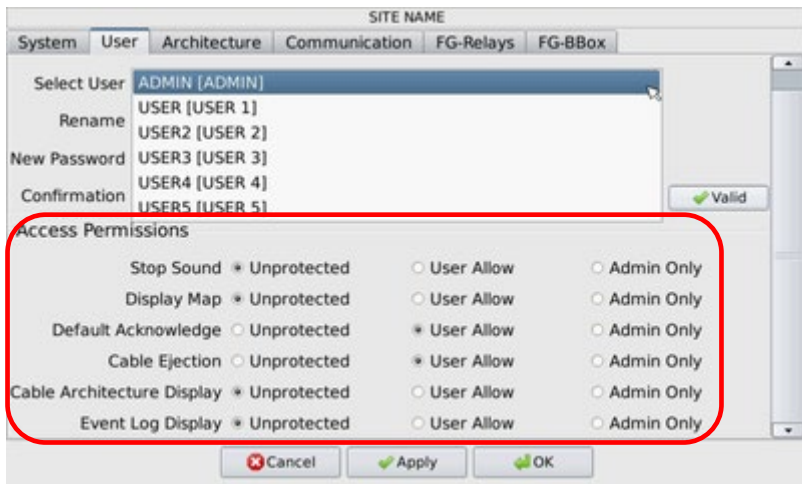 SITE NAME
System User Architecture Communication FG-Relays FG-BBox
Select User ADMIN [ADMIN]
USER [USER 1]
Rename
USER2 [USER 2]
New Password USER3 [USER 3]
USER4 [USER 4]
Confirmation
USER5 [USER 5]
Valid
Access Permissions
Stop Sound Unprotected User Allow Admin Only
Display Map Unprotected User Allow Admin Only
Default Acknowledge Unprotected User Allow Admin Only
Cable Ejection Unprotected User Allow Admin Only
Cable Architecture Display Unprotected User Allow Admin Only
Event Log Display Unprotected User Allow Admin Only
Cancel Apply OK